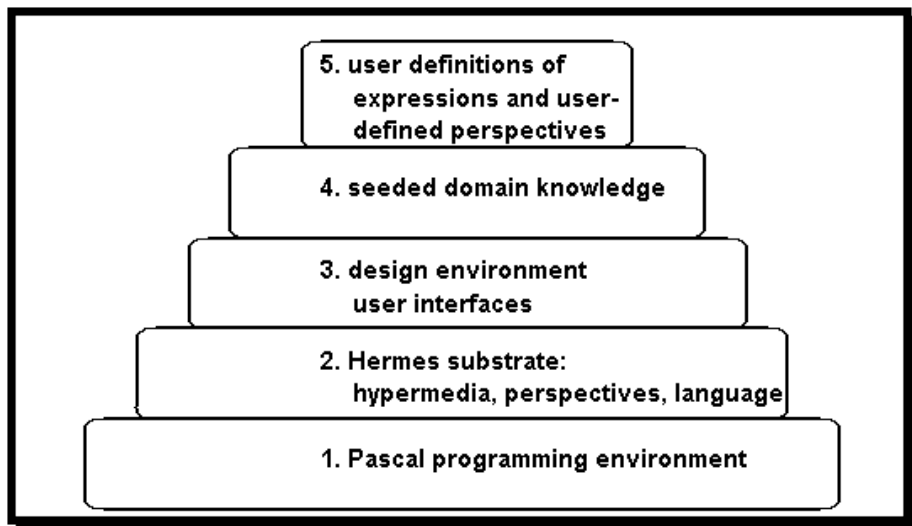 5. user definitions of
expressions and user-
defined perspectives
4. seeded domain knowledge
3. design environment
user interfaces
2. Hermes substrate:
hypermedia, perspectives, language
1. Pascal programming environment